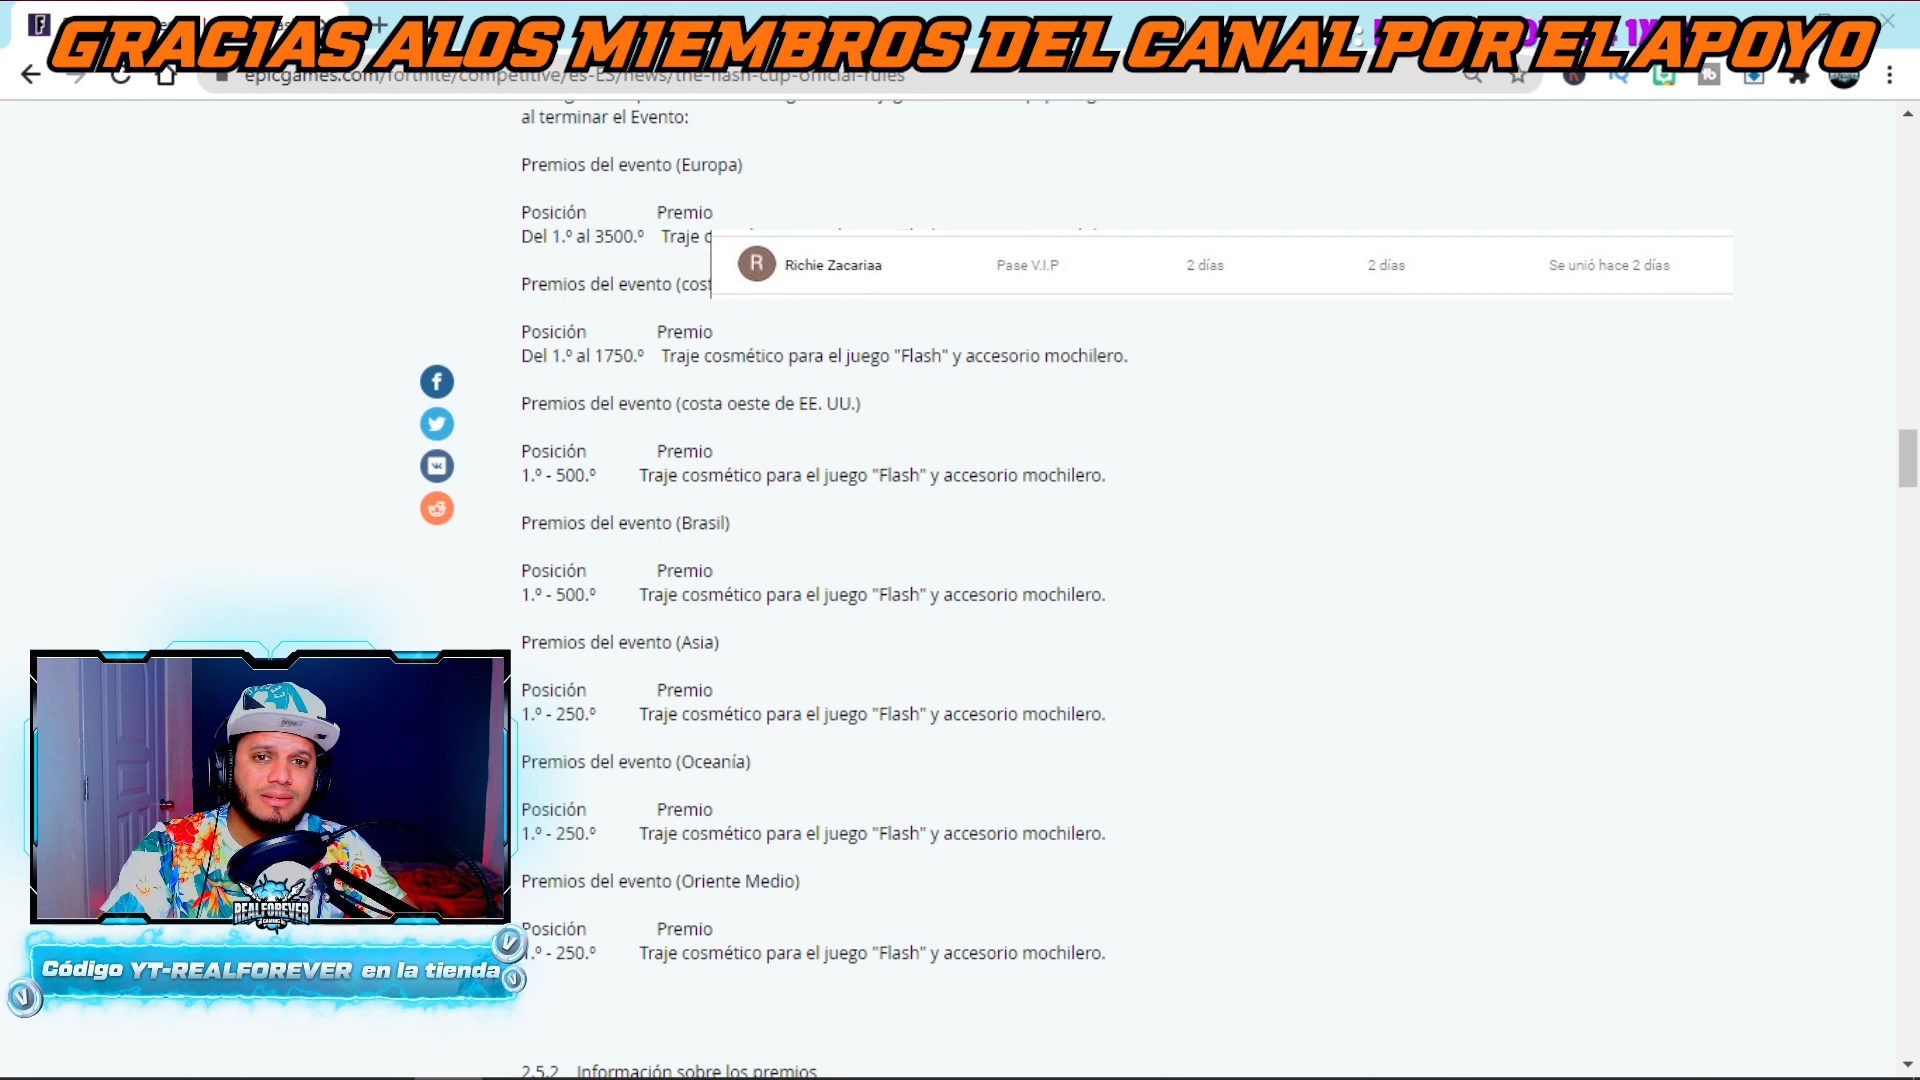 GRACIAS ALOS MIEMBROS DEL CANAL POR EL APOYO
epicgames.com/fortnite/competitive/es-ES/news/the-flash-cup-official-rules
al terminar el Evento:
Premios del evento (Europa)
Posición Premio
Del 1.º al 3500.º Traje
R Richie Zacariaa Pase V.I.P 2 días 2 días Se unió hace 2 días
Premios del evento (cost
Posición Premio
Del 1.º al 1750.º Traje cosmético para el juego "Flash" y accesorio mochilero.
Premios del evento (costa oeste de EE. UU.)
Posición Premio
1.º - 500.º Traje cosmético para el juego "Flash" y accesorio mochilero.
Premios del evento (Brasil)
Posición Premio
1.º - 500.º Traje cosmético para el juego "Flash" y accesorio mochilero.
Premios del evento (Asia)
Posición Premio
1.º - 250.º Traje cosmético para el juego "Flash" y accesorio mochilero.
Premios del evento (Oceanía)
Posición Premio
1.º - 250.º Traje cosmético para el juego "Flash" y accesorio mochilero.
Premios del evento (Oriente Medio)
Posición Premio
1.º - 250.º Traje cosmético para el juego "Flash" y accesorio mochilero.
REALFOREVER
GAMING
Código YT-REALFOREVER en la tienda
2.5.2 Información sobre los premios